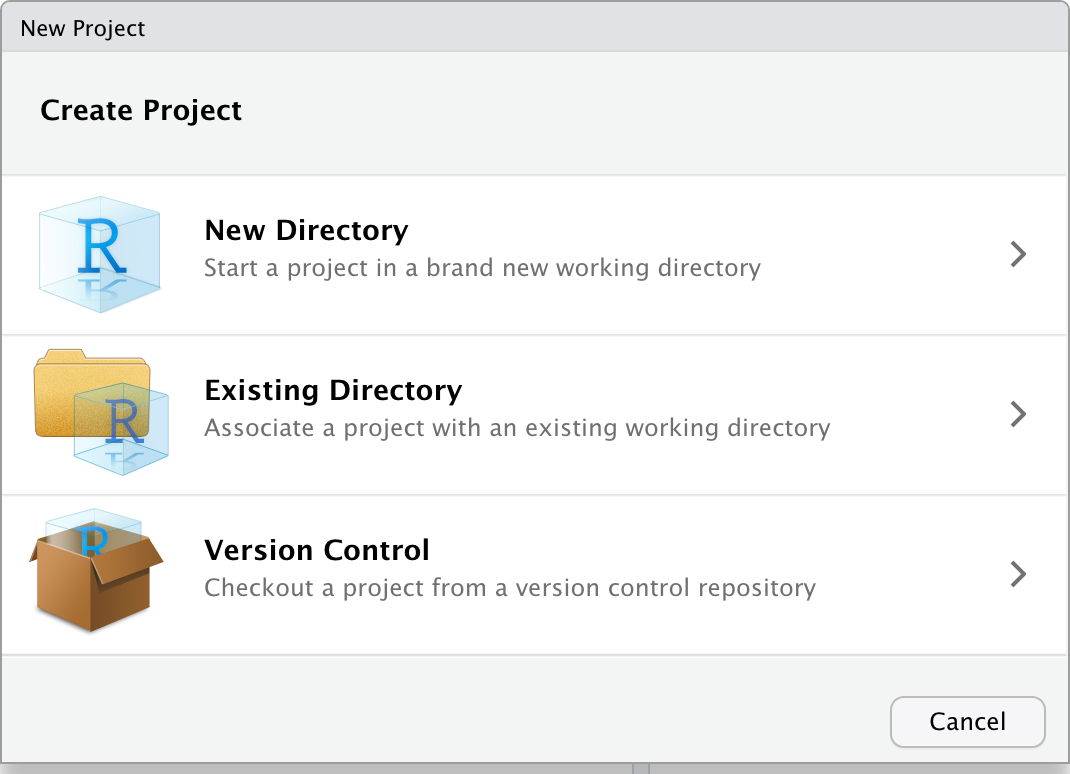 New Project
Create Project
R
New Directory
Start a project in a brand new working directory
R
Existing Directory
Associate a project with an existing working directory
R
Version Control
Checkout a project from a version control repository
Cancel